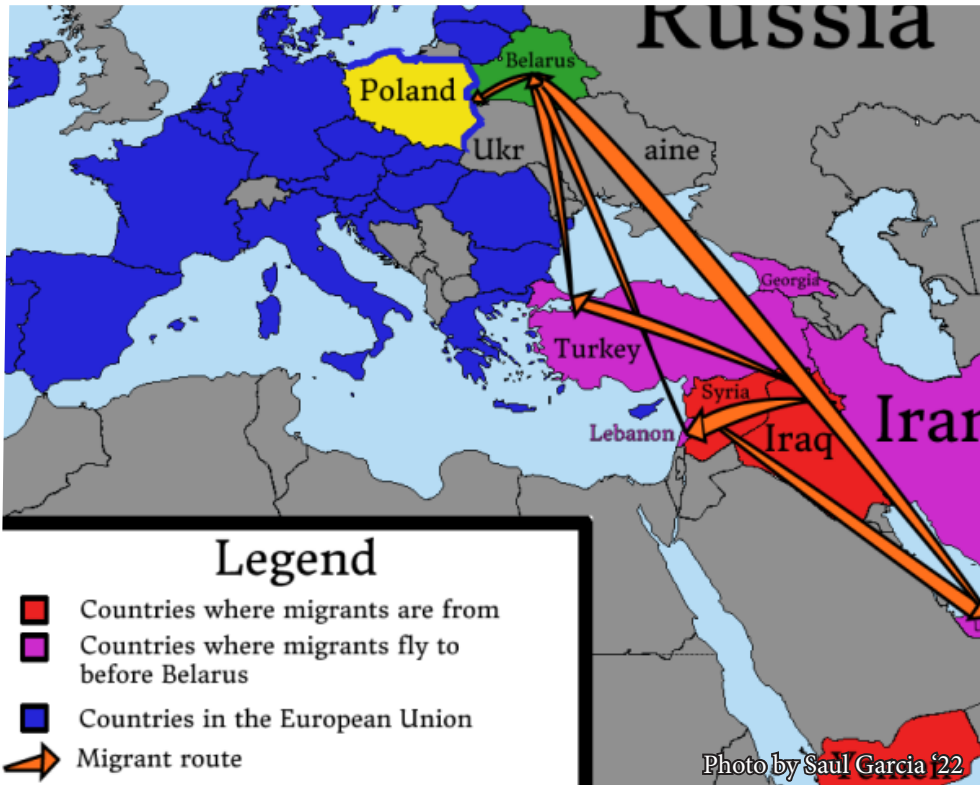 Russia
Belarus
Poland
Ukr
aine
Georgia
Turkey
Syria
Iran
Lebanon
Iraq
Legend
Countries where migrants are from
Countries where migrants fly to
before Belarus
Countries in the European Union
Migrant route
Yemen
Photo by Saul Garcia ‘22